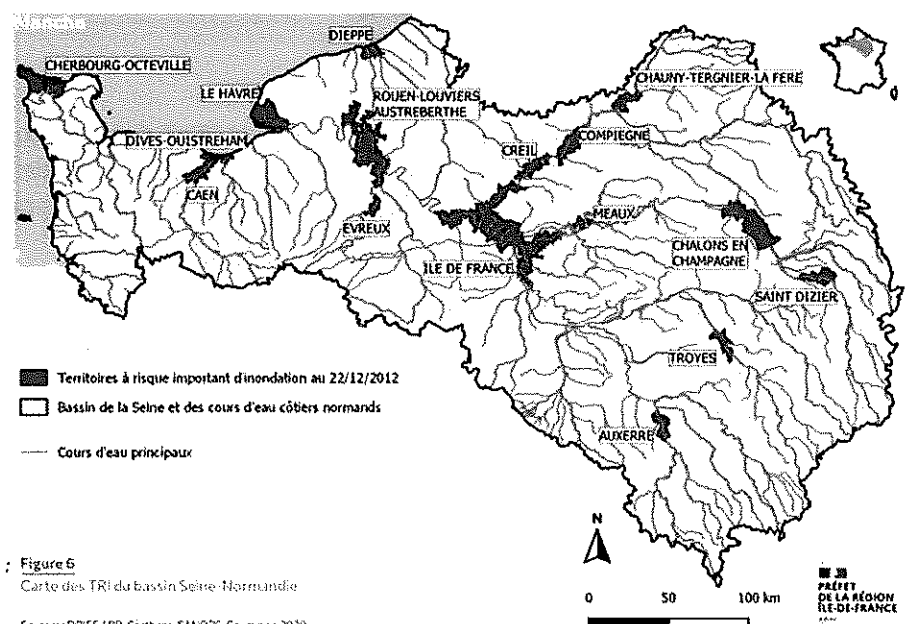 Manche
DIEPPE
CHERBOURG-OCTEVILLE
CHAUNY-TERGNIER-LA FERE
LE HAVRE
ROUEN-LOUVIERS
AUSTREBERTHE
COMPIEGNE
DIVES-OUISTREHAM
CREIL
CAEN
MEAUX
EVREUX
CHALONS EN
CHAMPAGNE
ILE DE FRANCE
SAINT DIZIER
TROYES
Territoires à risque important d'inondation au 22/12/2012
Bassin de la Seine et des cours d'eau côtiers normands
AUXERRE
Cours d'eau principaux
N
: Figure 6
Carte des TRI du bassin Seine-Normandie
0 50 100 km
PRÉFET
DE LA RÉGION
ÎLE-DE-FRANCE